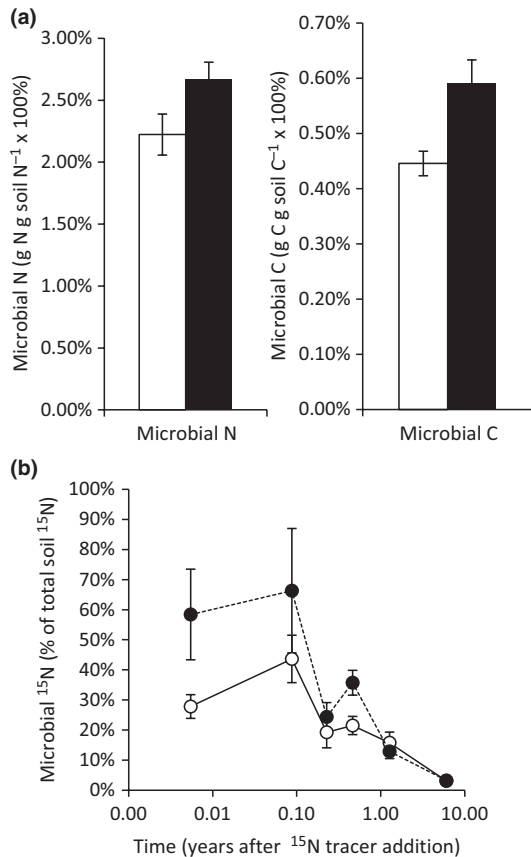 (a)
Microbial N (g N g soil N⁻¹ x 100%)
3.00%
2.50%
2.00%
1.50%
1.00%
0.50%
0.00%
Microbial N
Microbial C (g C g soil C⁻¹ x 100%)
0.70%
0.60%
0.50%
0.40%
0.30%
0.20%
0.10%
0.00%
Microbial C
(b)
Microbial ¹⁵N (% of total soil ¹⁵N)
100%
90%
80%
70%
60%
50%
40%
30%
20%
10%
0%
0.00 0.01 0.10 1.00 10.00
Time (years after ¹⁵N tracer addition)